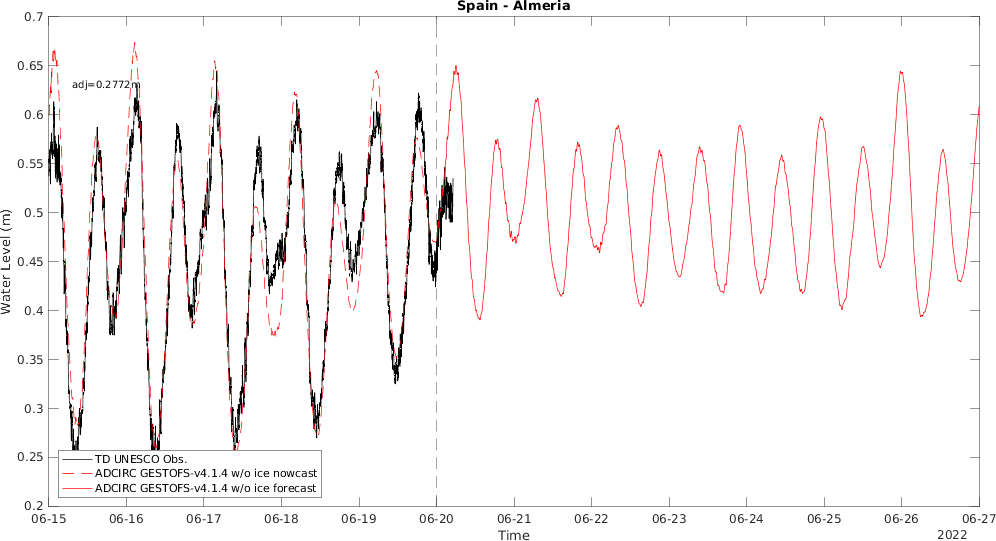 Spain - Almeria
0.7
0.65
adj=0.2772m
0.6
0.55
0.5
0.45
0.4
0.35
0.3
0.25
0.2
Water Level (m)
TD UNESCO Obs.
ADCIRC GESTOFS-v4.1.4 w/o ice nowcast
ADCIRC GESTOFS-v4.1.4 w/o ice forecast
06-15 06-16 06-17 06-18 06-19 06-20 06-21 06-22 06-23 06-24 06-25 06-26 06-27
Time
2022